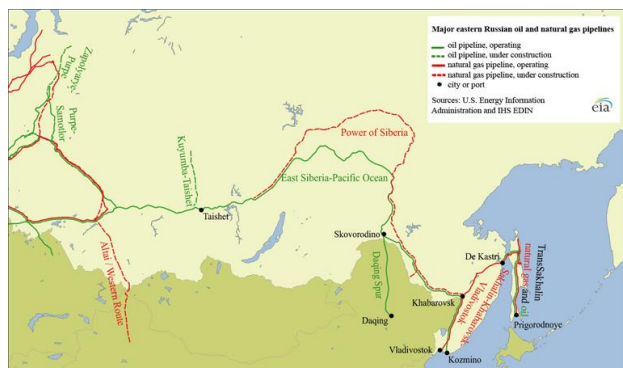 Major eastern Russian oil and natural gas pipelines
oil pipeline, operating
oil pipeline, under construction
natural gas pipeline, operating
natural gas pipeline, under construction
city or port
Sources: U.S. Energy Information
Administration and IHS EDIN
eia
Zapolyarye-
Purpe
Purpe-
Samotlor
Kuyumba-Taishet
Taishet
Power of Siberia
East Siberia-Pacific Ocean
Altai / Western Route
Skovorodino
Daqing Spur
Daqing
De Kastri
Khabarovsk
Sakhalin-Khabarovsk-
Vladivostok
TransSakhalin
natural gas and oil
Prigorodnoye
Vladivostok
Kozmino